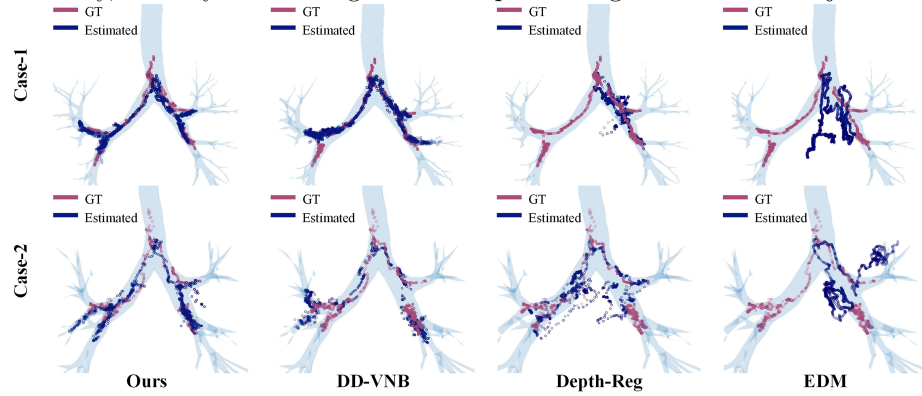 GT GT GT GT
Estimated Estimated Estimated Estimated
Case-1
GT GT GT GT
Estimated Estimated Estimated Estimated
Case-2
Ours DD-VNB Depth-Reg EDM